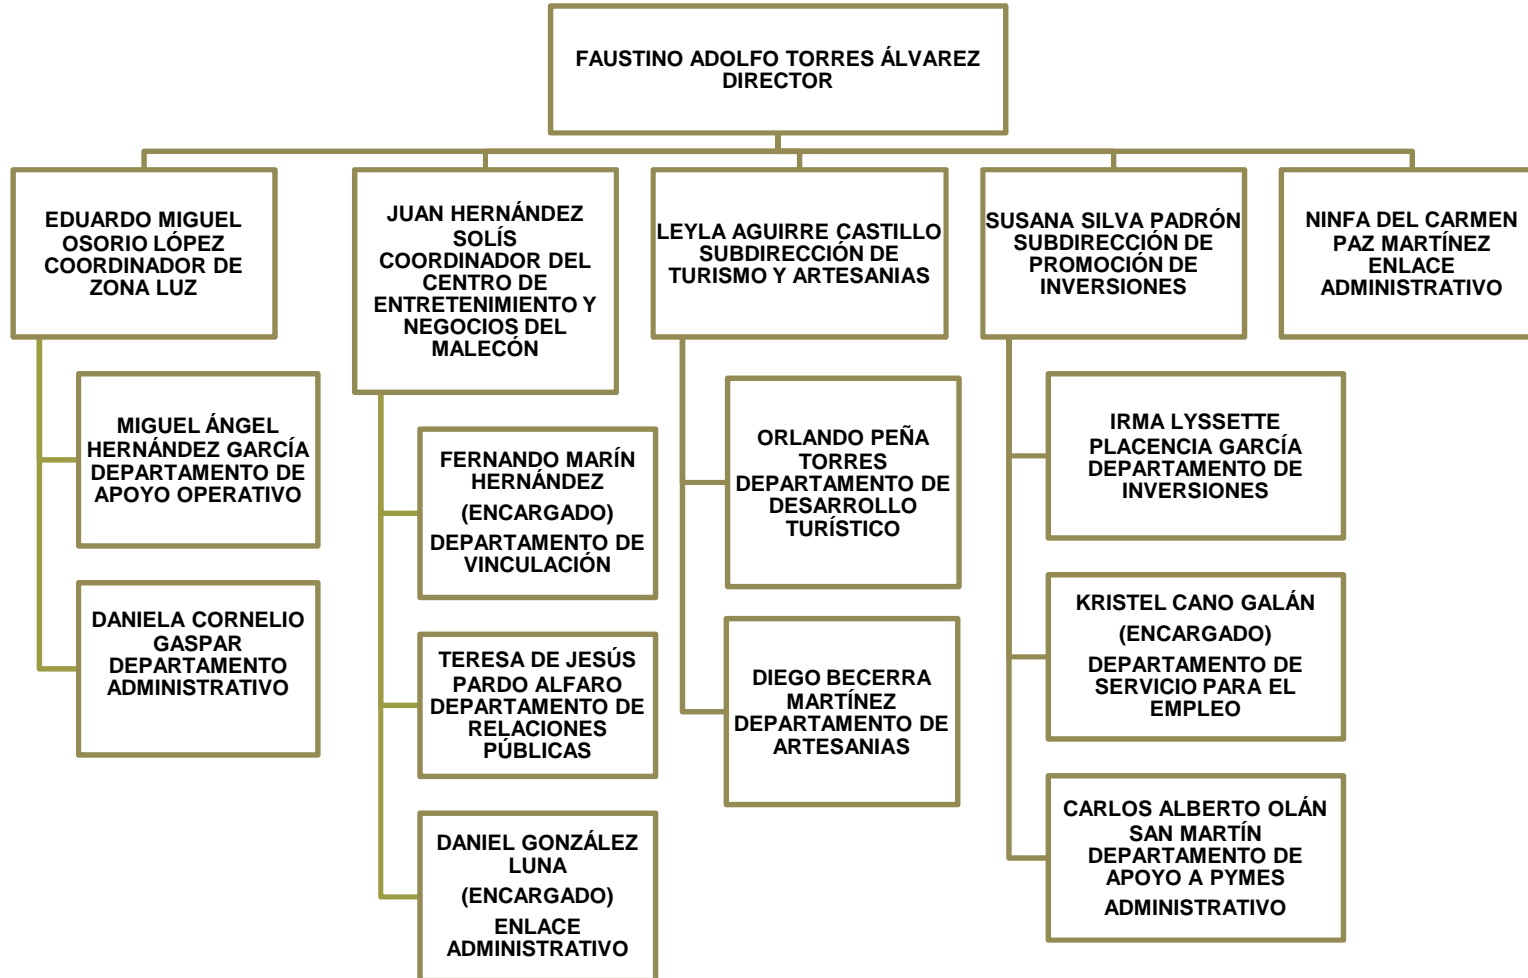 FAUSTINO ADOLFO TORRES ÁLVAREZ
DIRECTOR
EDUARDO MIGUEL
OSORIO LÓPEZ
COORDINADOR DE
ZONA LUZ
JUAN HERNÁNDEZ
SOLÍS
COORDINADOR DEL
CENTRO DE
ENTRETENIMIENTO Y
NEGOCIOS DEL
MALECÓN
LEYLA AGUIRRE CASTILLO
SUBDIRECCIÓN DE
TURISMO Y ARTESANIAS
SUSANA SILVA PADRÓN
SUBDIRECCIÓN DE
PROMOCIÓN DE
INVERSIONES
NINFA DEL CARMEN
PAZ MARTÍNEZ
ENLACE
ADMINISTRATIVO
MIGUEL ÁNGEL
HERNÁNDEZ GARCÍA
DEPARTAMENTO DE
APOYO OPERATIVO
DANIELA CORNELIO
GASPAR
DEPARTAMENTO
ADMINISTRATIVO
FERNANDO MARÍN
HERNÁNDEZ
(ENCARGADO)
DEPARTAMENTO DE
VINCULACIÓN
TERESA DE JESÚS
PARDO ALFARO
DEPARTAMENTO DE
RELACIONES
PÚBLICAS
DANIEL GONZÁLEZ
LUNA
(ENCARGADO)
ENLACE
ADMINISTRATIVO
ORLANDO PEÑA
TORRES
DEPARTAMENTO DE
DESARROLLO
TURÍSTICO
DIEGO BECERRA
MARTÍNEZ
DEPARTAMENTO DE
ARTESANIAS
IRMA LYSSETTE
PLACENCIA GARCÍA
DEPARTAMENTO DE
INVERSIONES
KRISTEL CANO GALÁN
(ENCARGADO)
DEPARTAMENTO DE
SERVICIO PARA EL
EMPLEO
CARLOS ALBERTO OLÁN
SAN MARTÍN
DEPARTAMENTO DE
APOYO A PYMES
ADMINISTRATIVO